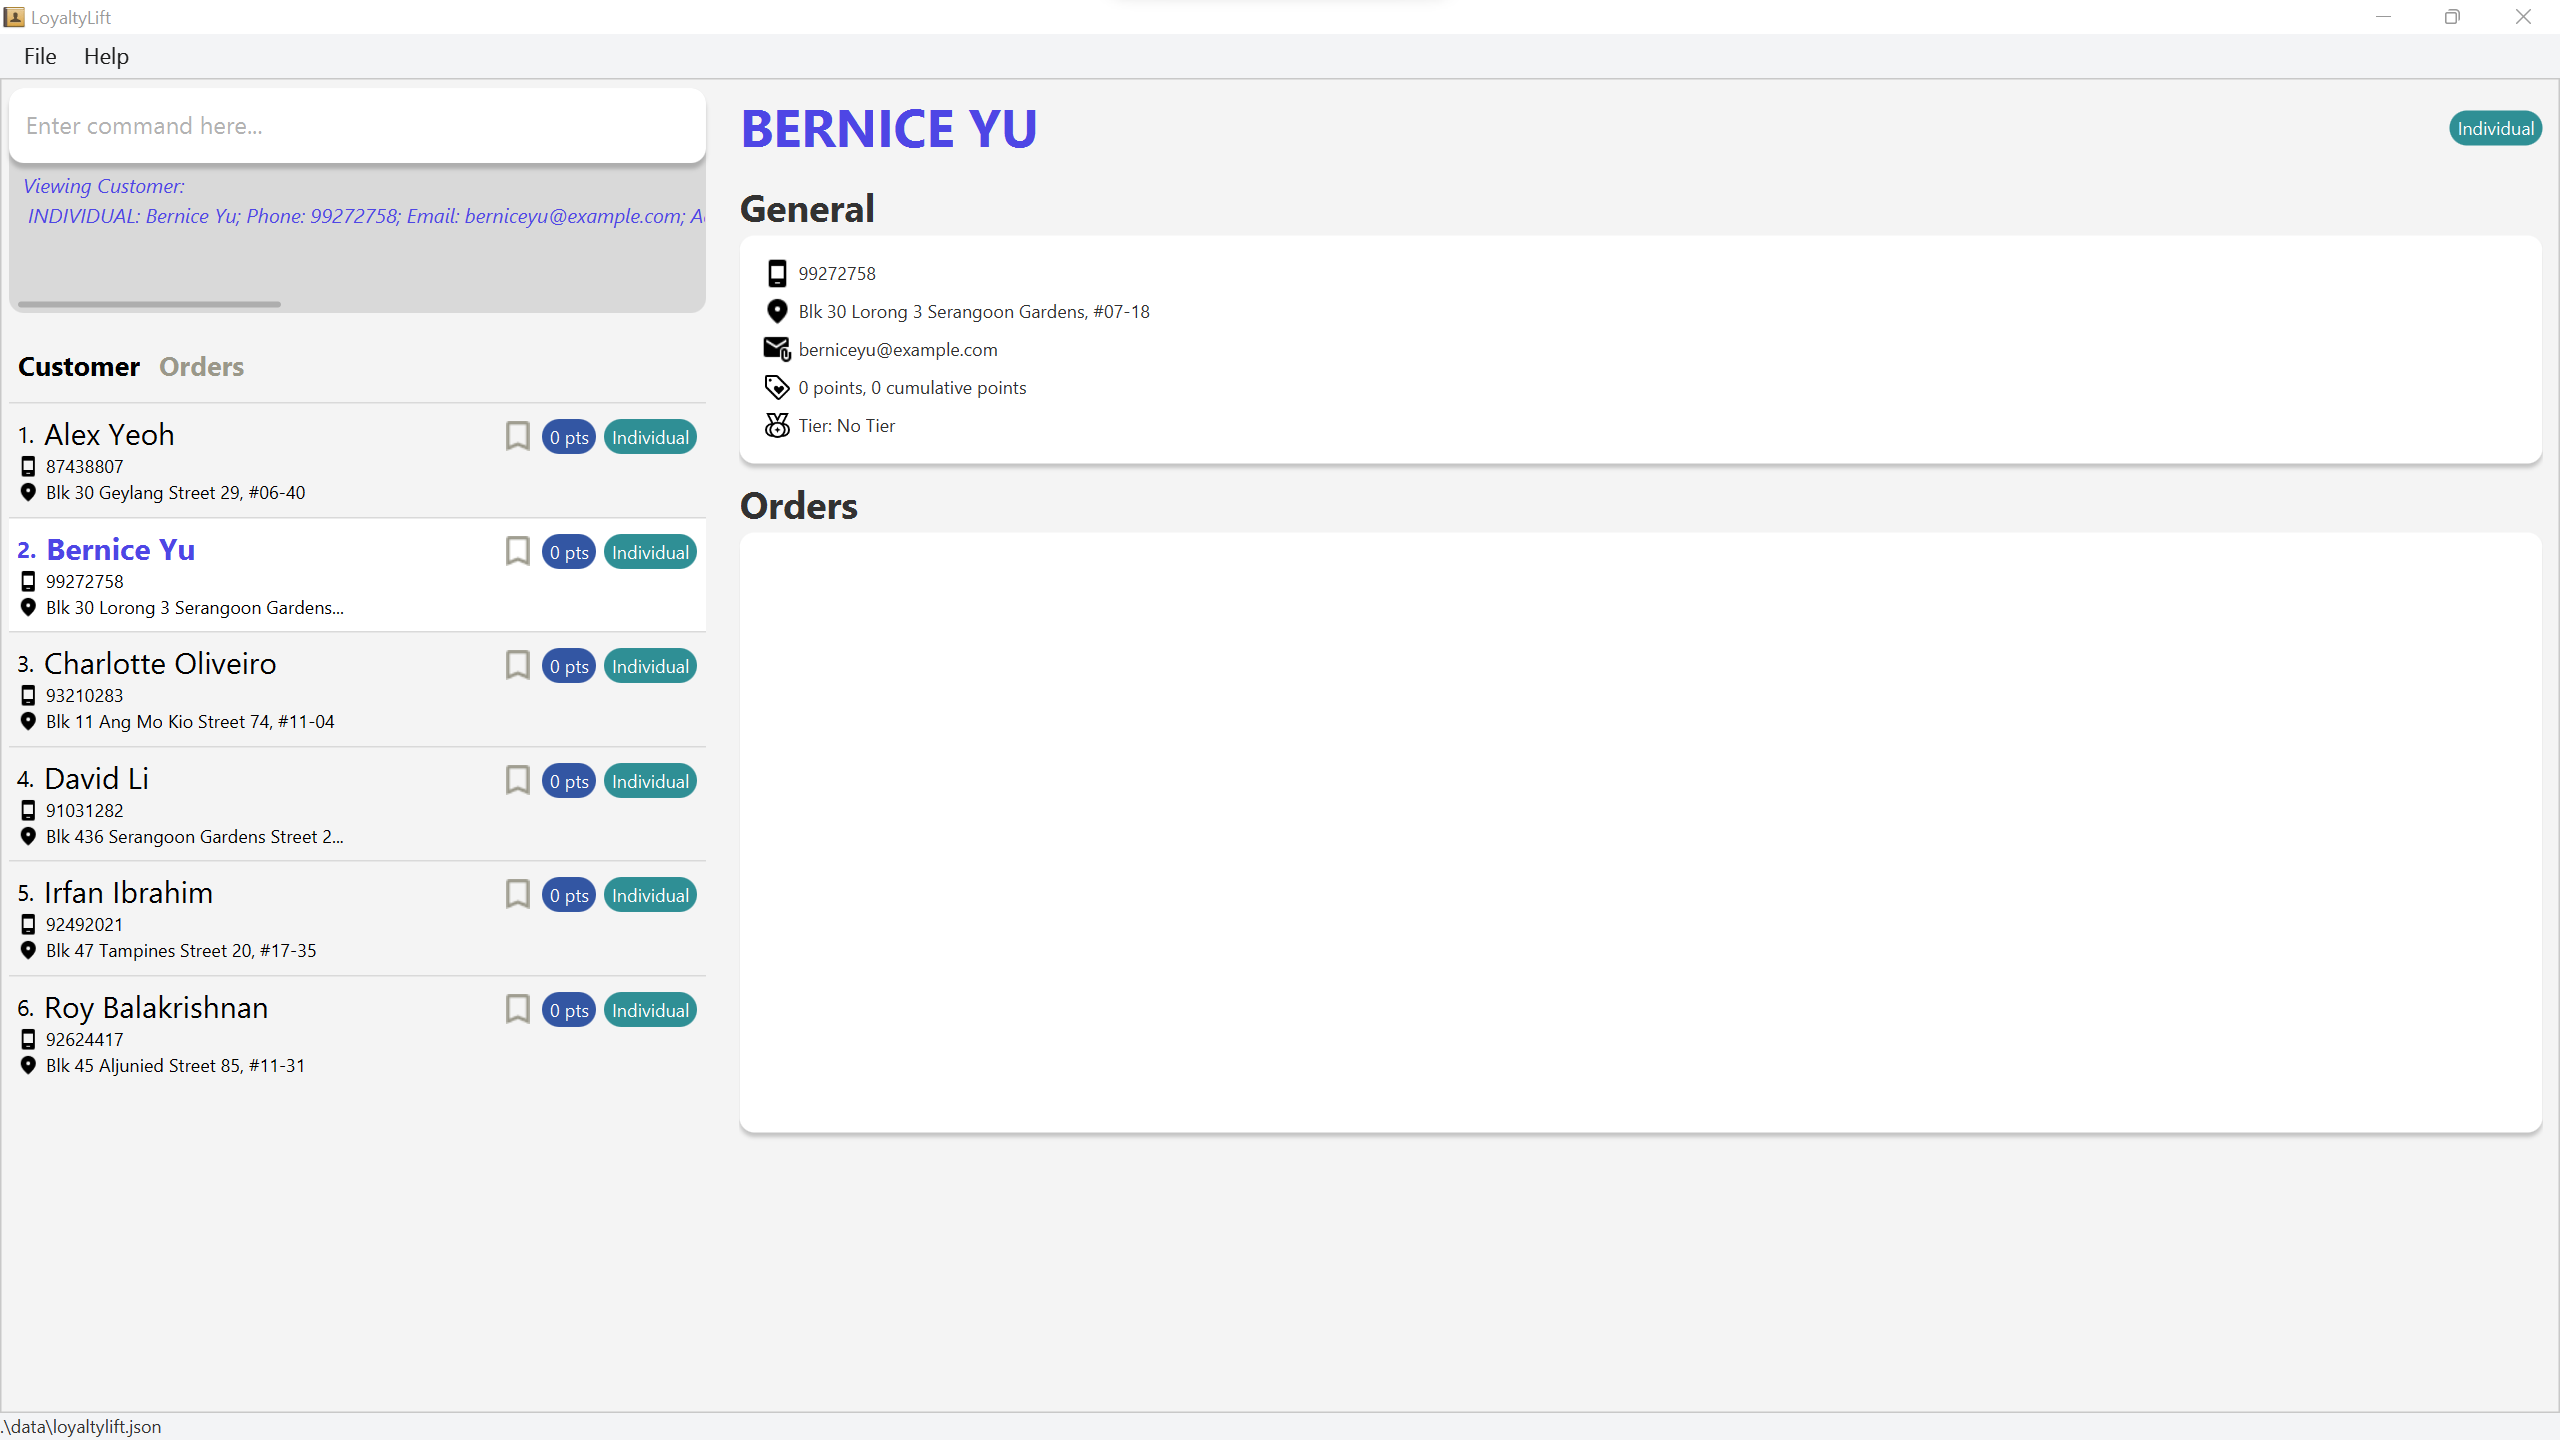 LoyaltyLift
File Help
Enter command here...
Viewing Customer:
INDIVIDUAL: Bernice Yu; Phone: 99272758; Email: berniceyu@example.com; A
Customer Orders
1. Alex Yeoh 0 pts Individual
87438807
Blk 30 Geylang Street 29, #06-40
2. Bernice Yu 0 pts Individual
99272758
Blk 30 Lorong 3 Serangoon Gardens...
3. Charlotte Oliveiro 0 pts Individual
93210283
Blk 11 Ang Mo Kio Street 74, #11-04
4. David Li 0 pts Individual
91031282
Blk 436 Serangoon Gardens Street 2...
5. Irfan Ibrahim 0 pts Individual
92492021
Blk 47 Tampines Street 20, #17-35
6. Roy Balakrishnan 0 pts Individual
92624417
Blk 45 Aljunied Street 85, #11-31
BERNICE YU Individual
General
99272758
Blk 30 Lorong 3 Serangoon Gardens, #07-18
berniceyu@example.com
0 points, 0 cumulative points
Tier: No Tier
Orders
.\data\loyaltylift.json